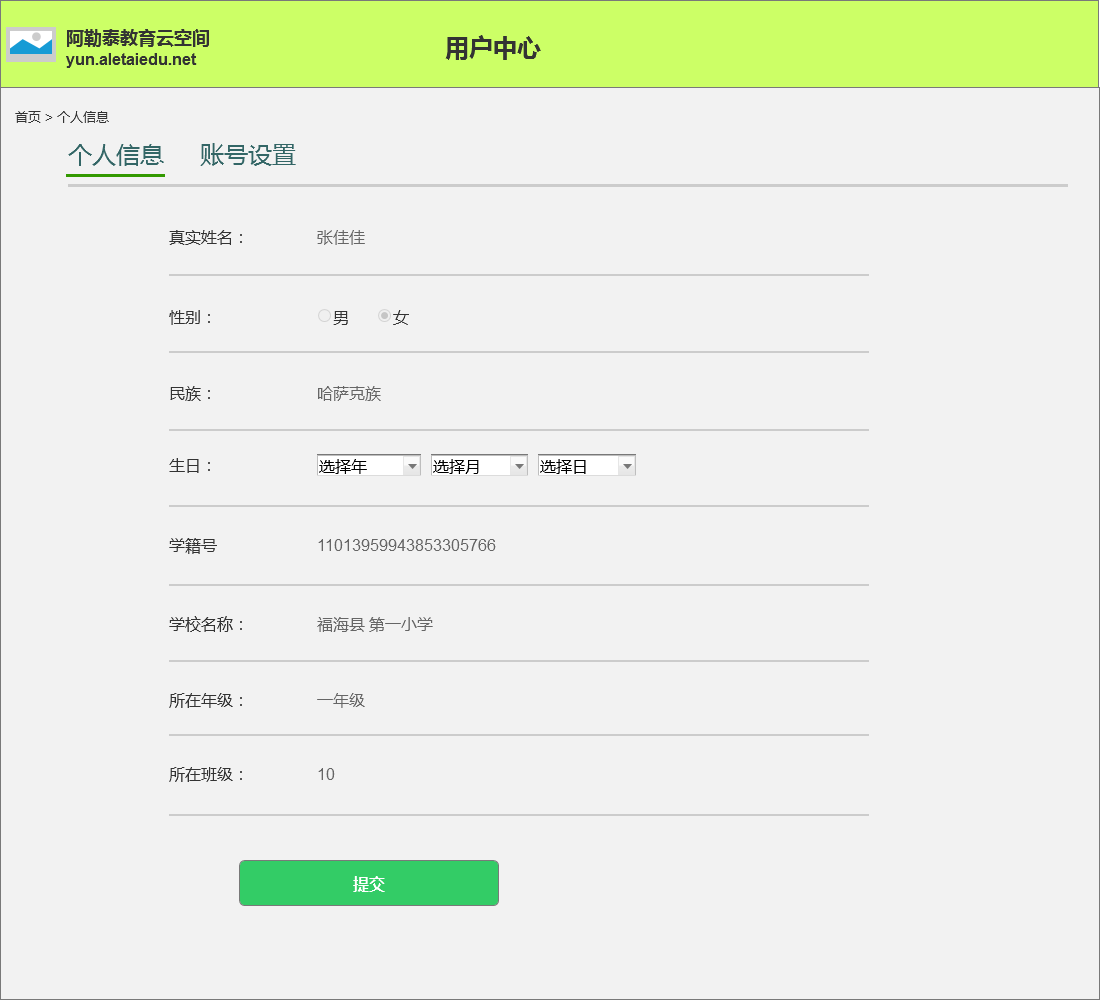 阿勒泰教育云空间
yun.aletaiedu.net
用户中心
首页 > 个人信息
个人信息 账号设置
真实姓名： 张佳佳
性别： 男 女
民族： 哈萨克族
生日： 选择年 选择月 选择日
学籍号 11013959943853305766
学校名称： 福海县 第一小学
所在年级： 一年级
所在班级： 10
提交